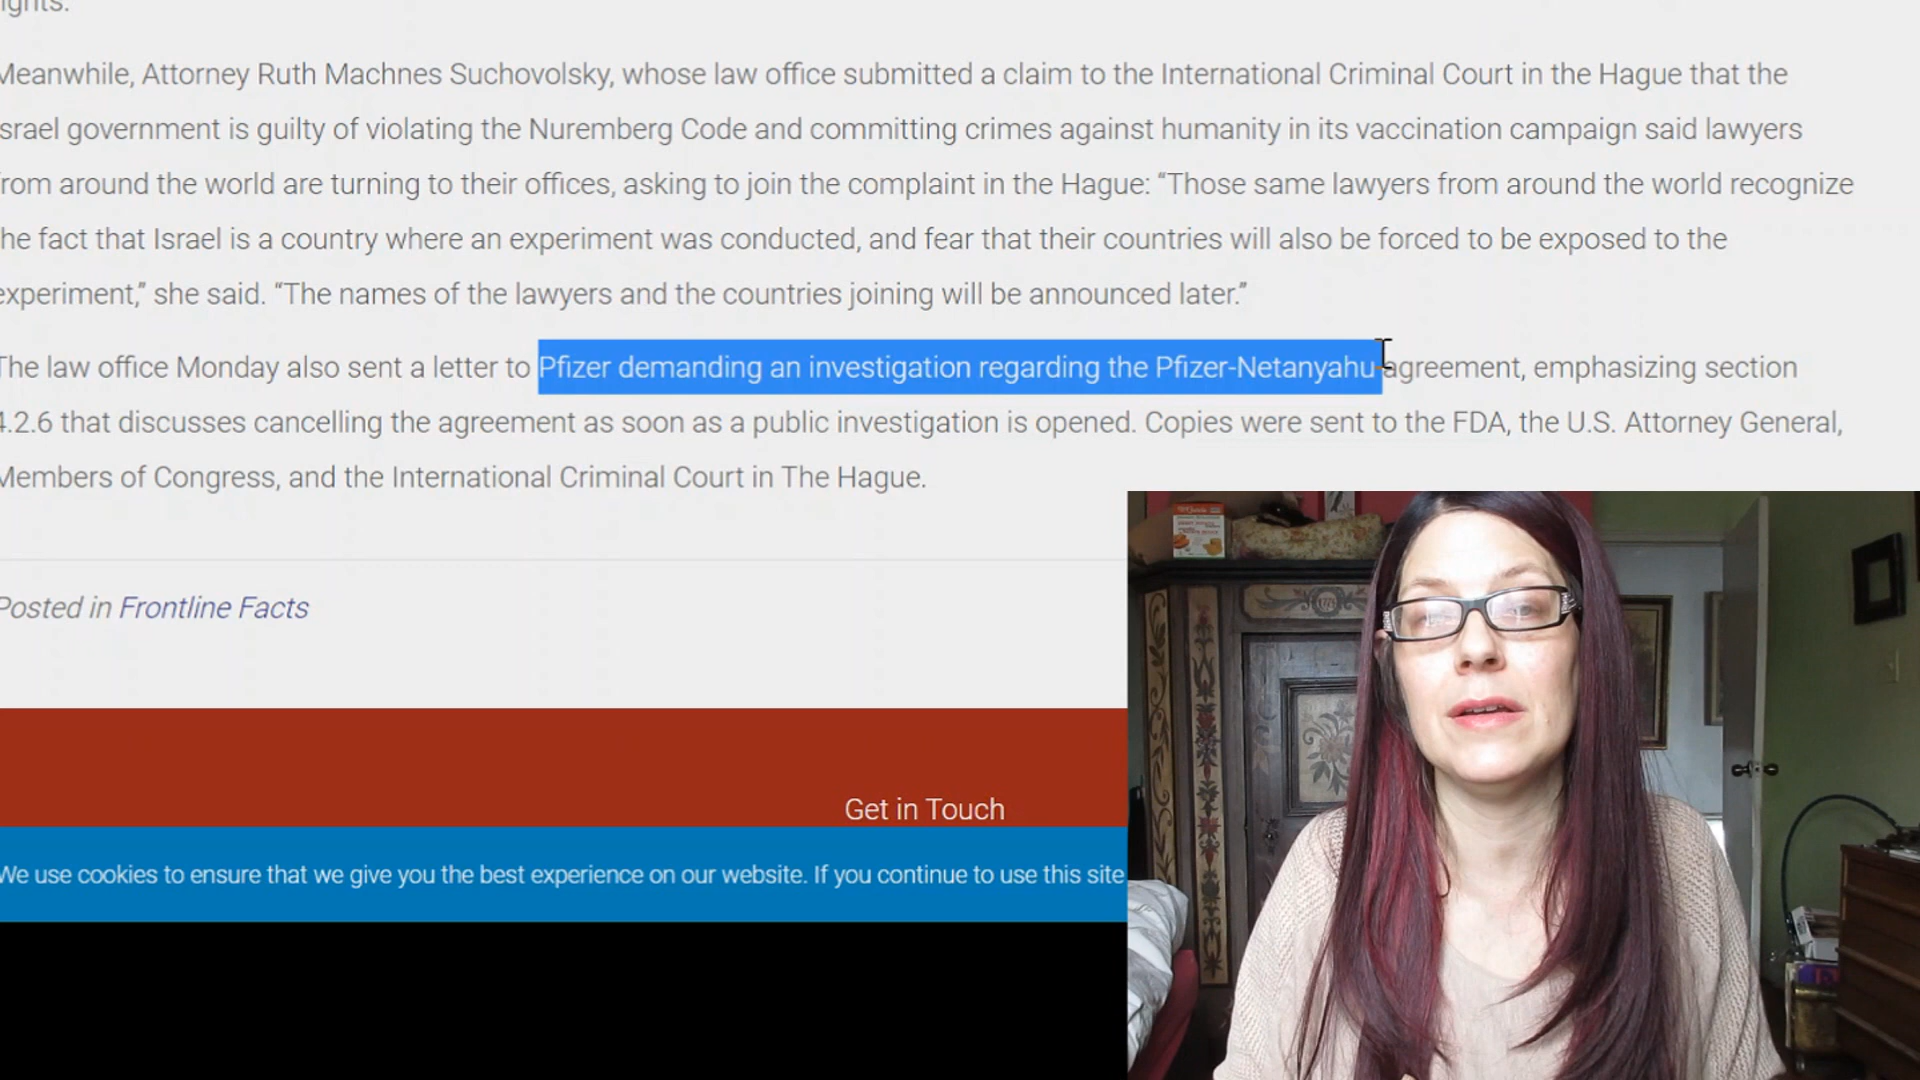 ights.
Meanwhile, Attorney Ruth Machnes Suchovolsky, whose law office submitted a claim to the International Criminal Court in the Hague that the
Israel government is guilty of violating the Nuremberg Code and committing crimes against humanity in its vaccination campaign said lawyers
from around the world are turning to their offices, asking to join the complaint in the Hague: “Those same lawyers from around the world recognize
the fact that Israel is a country where an experiment was conducted, and fear that their countries will also be forced to be exposed to the
experiment,” she said. “The names of the lawyers and the countries joining will be announced later.”
The law office Monday also sent a letter to Pfizer demanding an investigation regarding the Pfizer-Netanyahu agreement, emphasizing section
4.2.6 that discusses cancelling the agreement as soon as a public investigation is opened. Copies were sent to the FDA, the U.S. Attorney General,
Members of Congress, and the International Criminal Court in The Hague.
Posted in Frontline Facts
Get in Touch
We use cookies to ensure that we give you the best experience on our website. If you continue to use this site